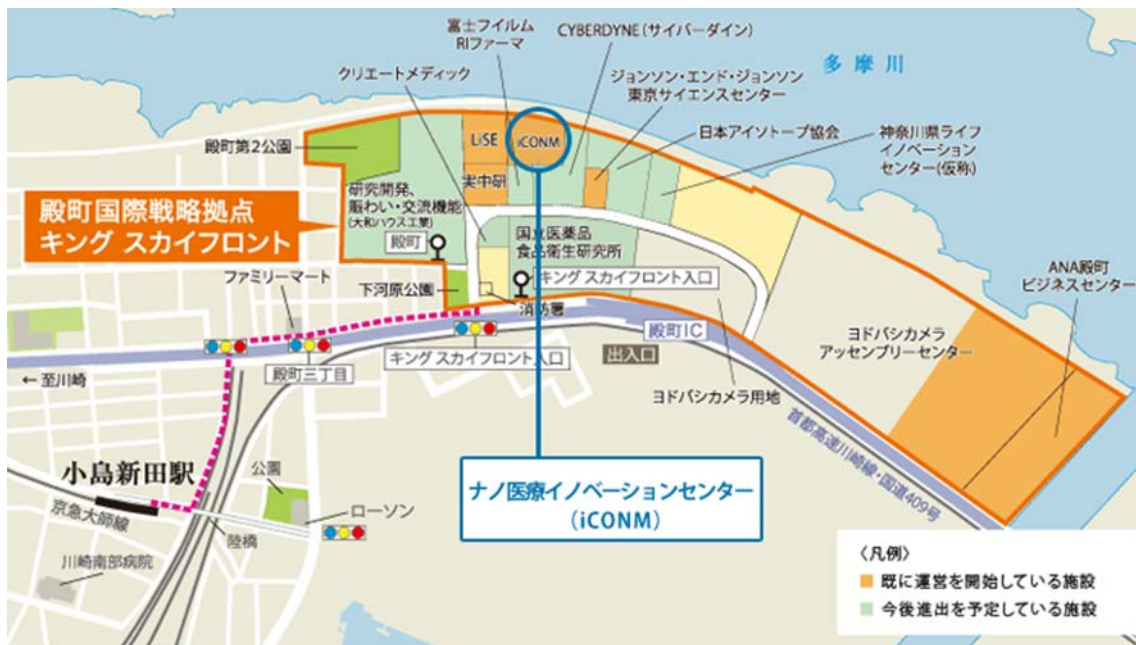 富士フイルム
RIファーマ
CYBERDYNE(サイバーダイン)
多摩川
クリエートメディック
ジョンソン・エンド・ジョンソン
東京サイエンスセンター
殿町第2公園
LiSE
iCONM
日本アイソトープ協会
神奈川県ライフ
イノベーション
センター(仮称)
実中研
研究開発、
賑わい・交流機能
(大和ハウス工業)
殿町国際戦略拠点
キング スカイフロント
殿町
国立医薬品
食品衛生研究所
キング スカイフロント入口
ファミリーマート
下河原公園
消防署
ANA殿町
ビジネスセンター
殿町IC
ヨドバシカメラ
アッセンブリーセンター
出入口
殿町三丁目
キング スカイフロント入口
←至川崎
ヨドバシカメラ用地
首都高速川崎線・国道409号
小島新田駅
公園
ナノ医療イノベーションセンター
(iCONM)
京急大師線
ローソン
陸橋
川崎南部病院
〈凡例〉
既に運営を開始している施設
今後進出を予定している施設